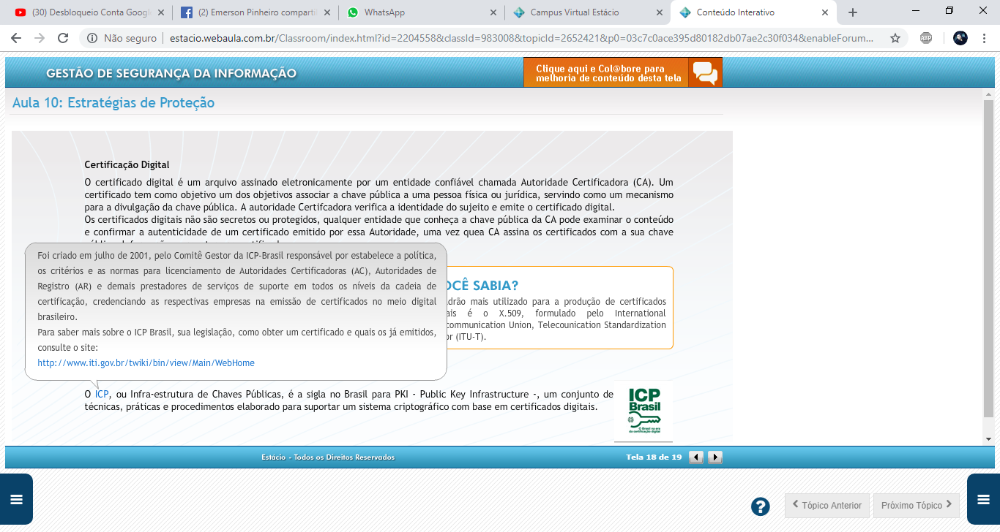 (30) Desbloqueio Conta Googl
(2) Emerson Pinheiro compartil
WhatsApp
Campus Virtual Estácio
Conteúdo Interativo
Não seguro
estacio.webaula.com.br/Classroom/index.html?id=2204558&classId=983008&topicId=2652421&p0=03c7c0ace395d80182db07ae2c30f034&enableForum...
ABP
GESTÃO DE SEGURANÇA DA INFORMAÇÃO
Clique aqui e Col@bore para
melhoria de conteúdo desta tela
Aula 10: Estratégias de Proteção
Certificação Digital
O certificado digital é um arquivo assinado eletronicamente por um entidade confiável chamada Autoridade Certificadora (CA). Um
certificado tem como objetivo um dos objetivos associar a chave pública a uma pessoa física ou jurídica, servindo como um mecanismo
para a divulgação da chave pública. A autoridade Certifcadora verifica a identidade do sujeito e emite o certificado digital.
Os certificados digitais não são secretos ou protegidos, qualquer entidade que conheça a chave pública da CA pode examinar o conteúdo
e confirmar a autenticidade de um certificado emitido por essa Autoridade, uma vez quea CA assina os certificados com a sua chave
Foi criado em julho de 2001, pelo Comitê Gestor da ICP-Brasil responsável por estabelece a política,
os critérios e as normas para licenciamento de Autoridades Certificadoras (AC), Autoridades de
Registro (AR) e demais prestadores de serviços de suporte em todos os níveis da cadeia de
certificação, credenciando as respectivas empresas na emissão de certificados no meio digital
brasileiro.
Para saber mais sobre o ICP Brasil, sua legislação, como obter um certificado e quais os já emitidos,
consulte o site:
http://www.iti.gov.br/twiki/bin/view/Main/WebHome
OCÊ SABIA?
drão mais utilizado para a produção de certificados
ais é o X.509, formulado pelo International
communication Union, Telecounication Standardization
or (ITU-T).
O ICP, ou Infra-estrutura de Chaves Públicas, é a sigla no Brasil para PKI - Public Key Infrastructure -, um conjunto de
técnicas, práticas e procedimentos elaborado para suportar um sistema criptográfico com base em certificados digitais.
ICP
Brasil
O Brasil na era
da certificação digital
Estácio - Todos os Direitos Reservados
Tela 18 de 19
?
Tópico Anterior
Próximo Tópico